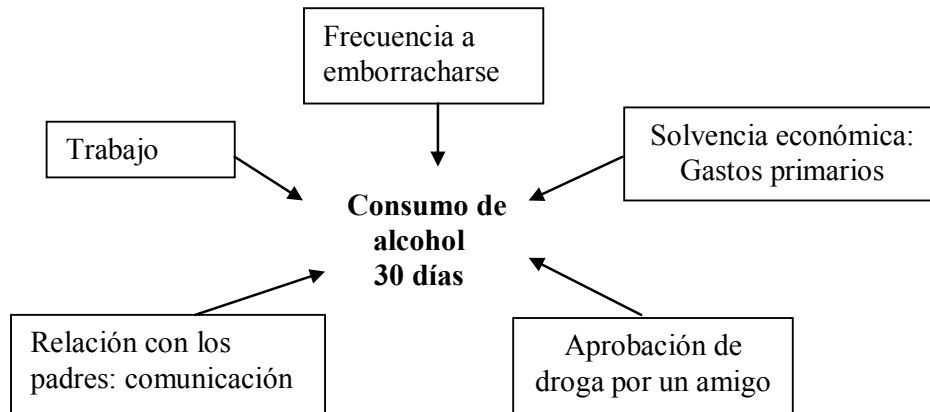 Frecuencia a
emborracharse
Trabajo
Solvencia económica:
Gastos primarios
Consumo de
alcohol
30 días
Relación con los
padres: comunicación
Aprobación de
droga por un amigo